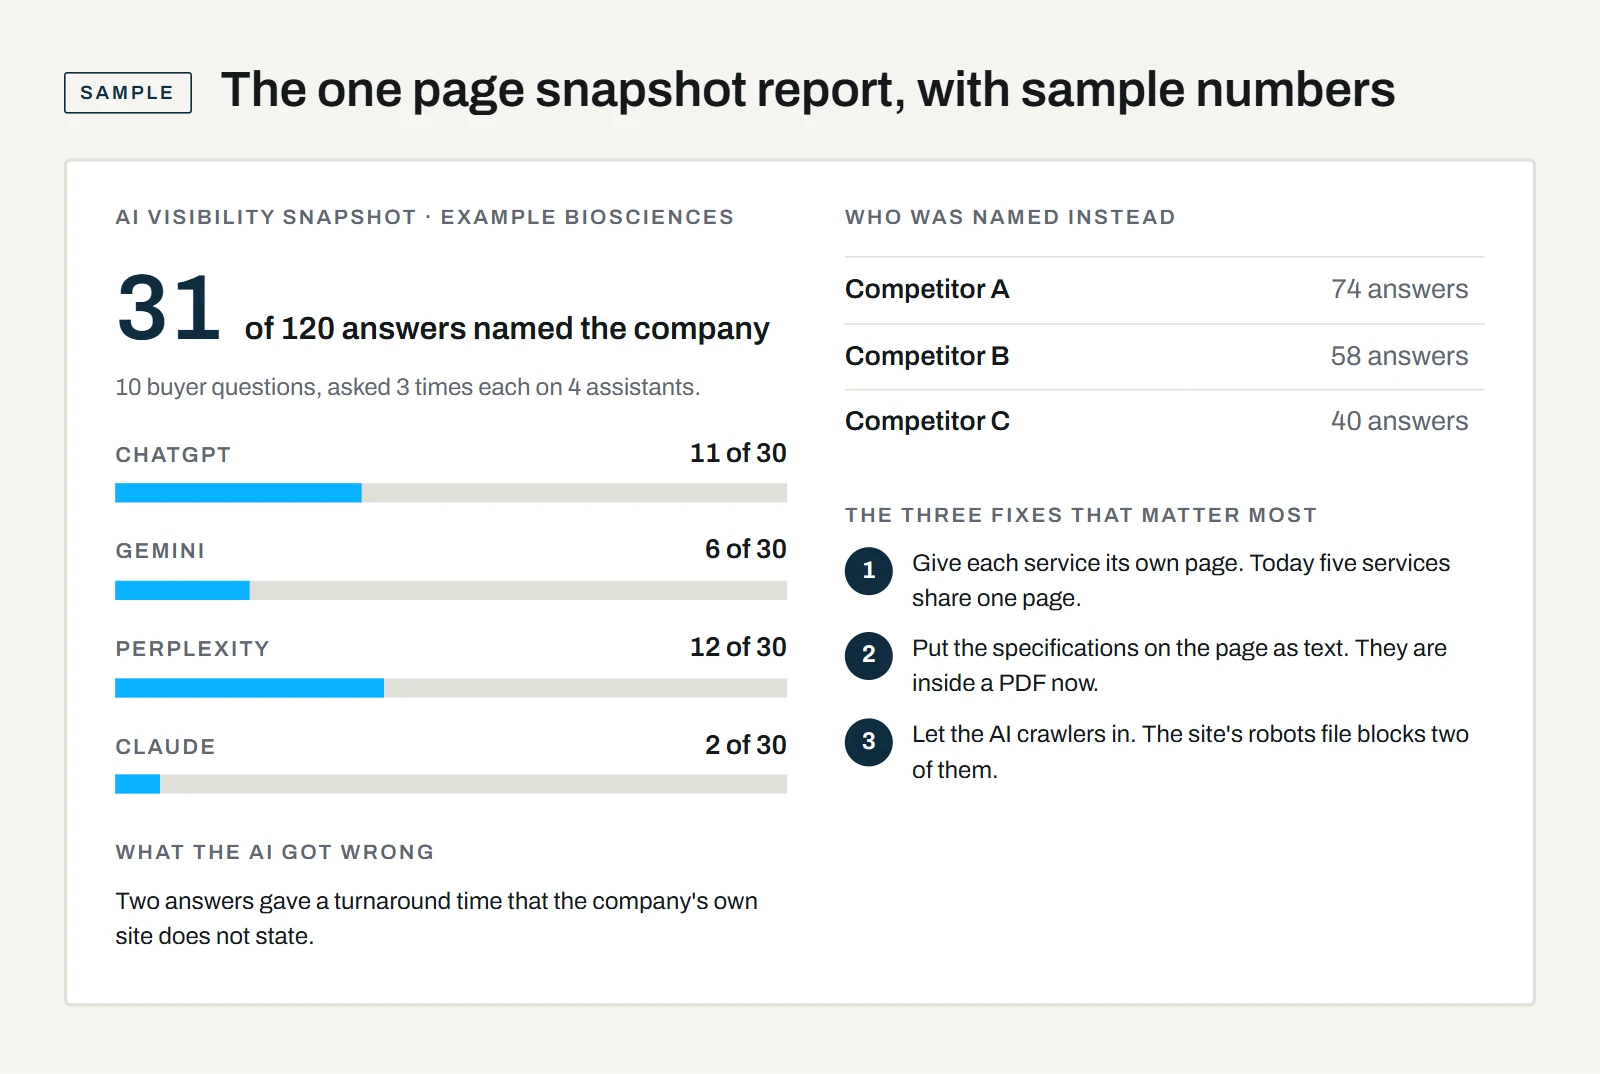 SAMPLE
The one page snapshot report, with sample numbers
AI VISIBILITY SNAPSHOT · EXAMPLE BIOSCIENCES
31 of 120 answers named the company
10 buyer questions, asked 3 times each on 4 assistants.
CHATGPT 11 of 30
GEMINI 6 of 30
PERPLEXITY 12 of 30
CLAUDE 2 of 30
WHAT THE AI GOT WRONG
Two answers gave a turnaround time that the company's own
site does not state.
WHO WAS NAMED INSTEAD
Competitor A 74 answers
Competitor B 58 answers
Competitor C 40 answers
THE THREE FIXES THAT MATTER MOST
1 Give each service its own page. Today five services
share one page.
2 Put the specifications on the page as text. They are
inside a PDF now.
3 Let the AI crawlers in. The site's robots file blocks two
of them.